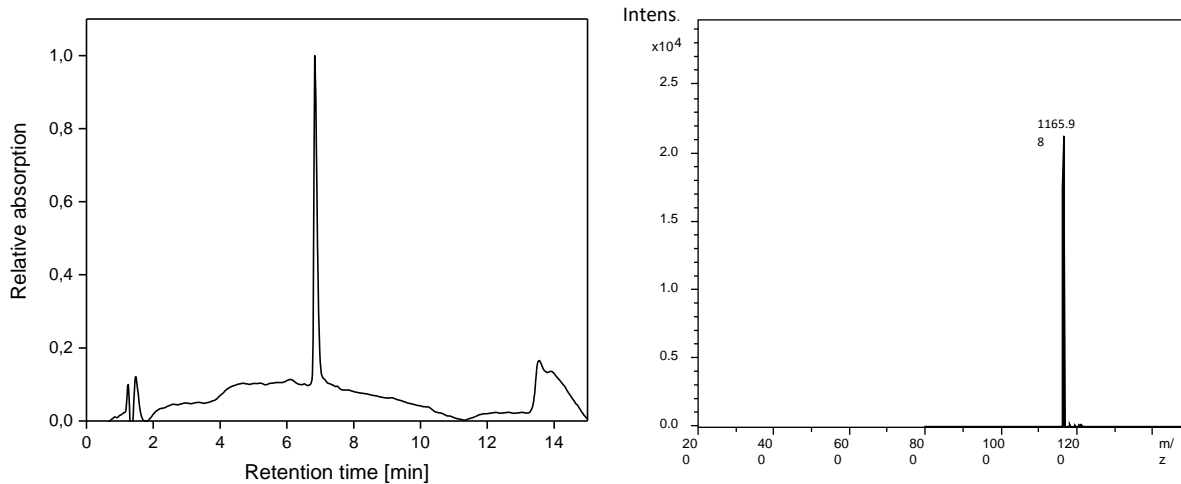 1,0
0,8
0,6
0,4
0,2
0,0
0 2 4 6 8 10 12 14
Relative absorption
Retention time [min]
Intens.
x10⁴
2.5
2.0
1.5
1.0
0.5
0.0
1165.9
8
20 40 60 80 100 120 m/
0 0 0 0 0 0 z